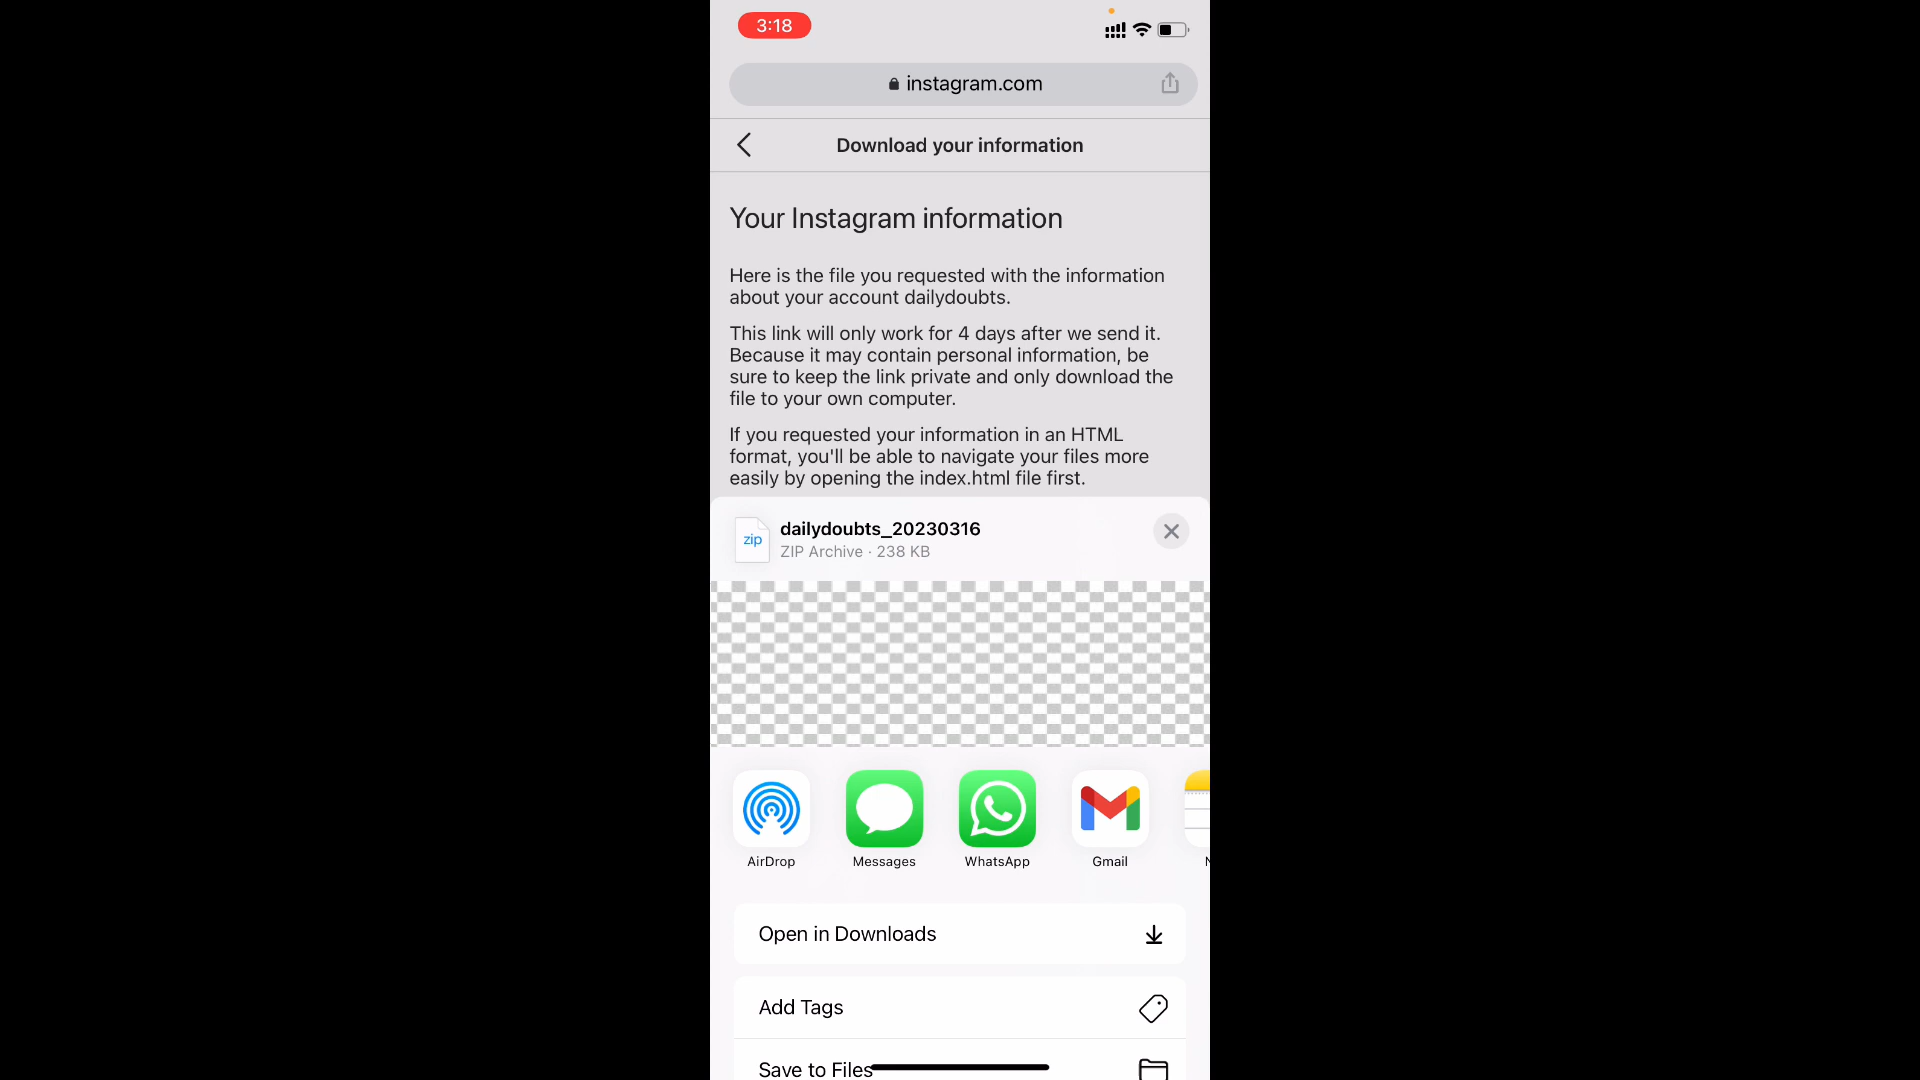 3:18
instagram.com
Download your information
Your Instagram information
Here is the file you requested with the information
about your account dailydoubts.
This link will only work for 4 days after we send it.
Because it may contain personal information, be
sure to keep the link private and only download the
file to your own computer.
If you requested your information in an HTML
format, you'll be able to navigate your files more
easily by opening the index.html file first.
zip
dailydoubts_20230316
ZIP Archive · 238 KB
AirDrop
Messages
WhatsApp
Gmail
Open in Downloads
Add Tags
Save to Files